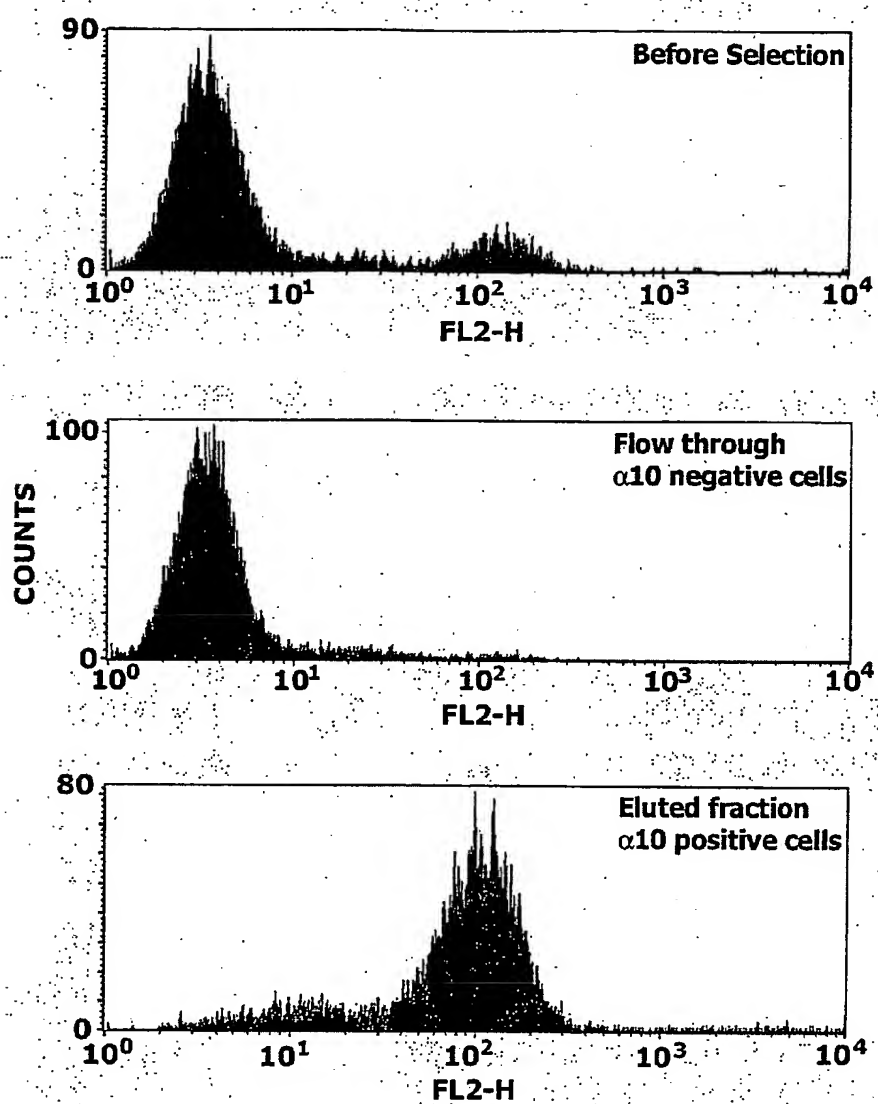 90
Before Selection
0
10⁰ 10¹ 10² 10³ 10⁴
FL2-H
100
Flow through
α10 negative cells
COUNTS
0
10⁰ 10¹ 10² 10³ 10⁴
FL2-H
80
Eluted fraction
α10 positive cells
0
10⁰ 10¹ 10² 10³ 10⁴
FL2-H